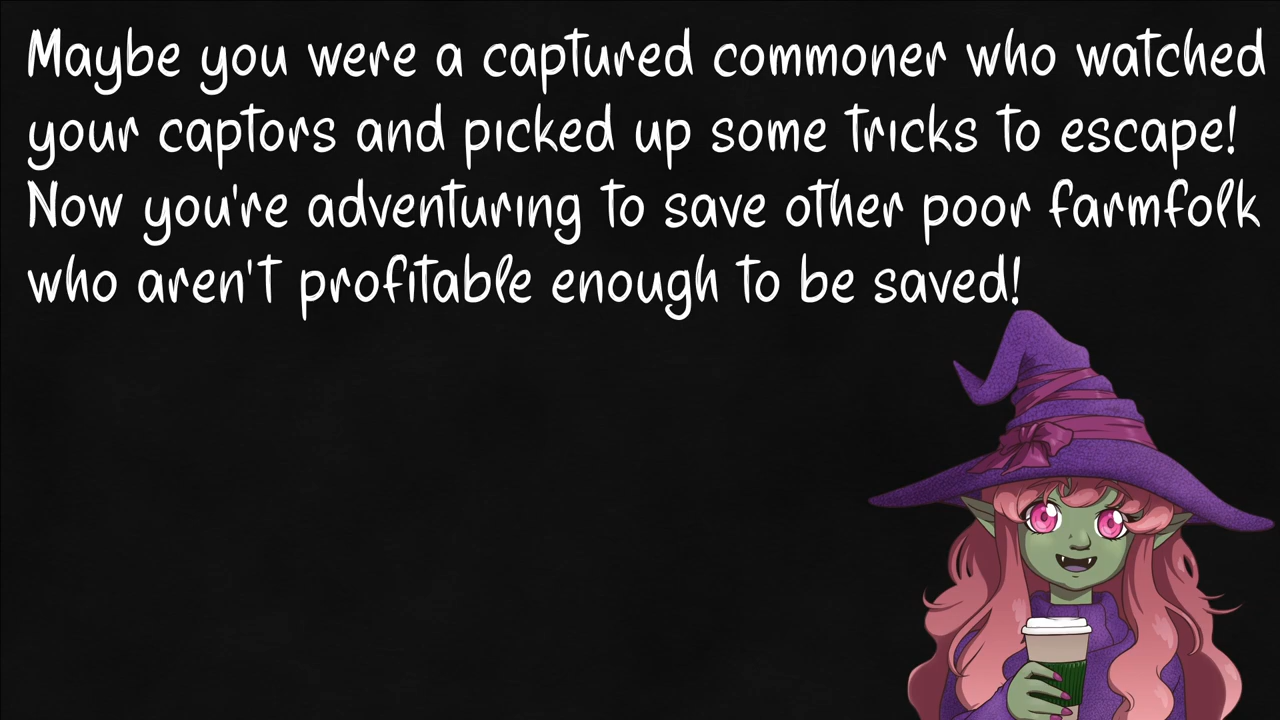 Maybe you were a captured commoner who watched
your captors and picked up some tricks to escape!
Now you're adventuring to save other poor farmfolk
who aren't profitable enough to be saved!